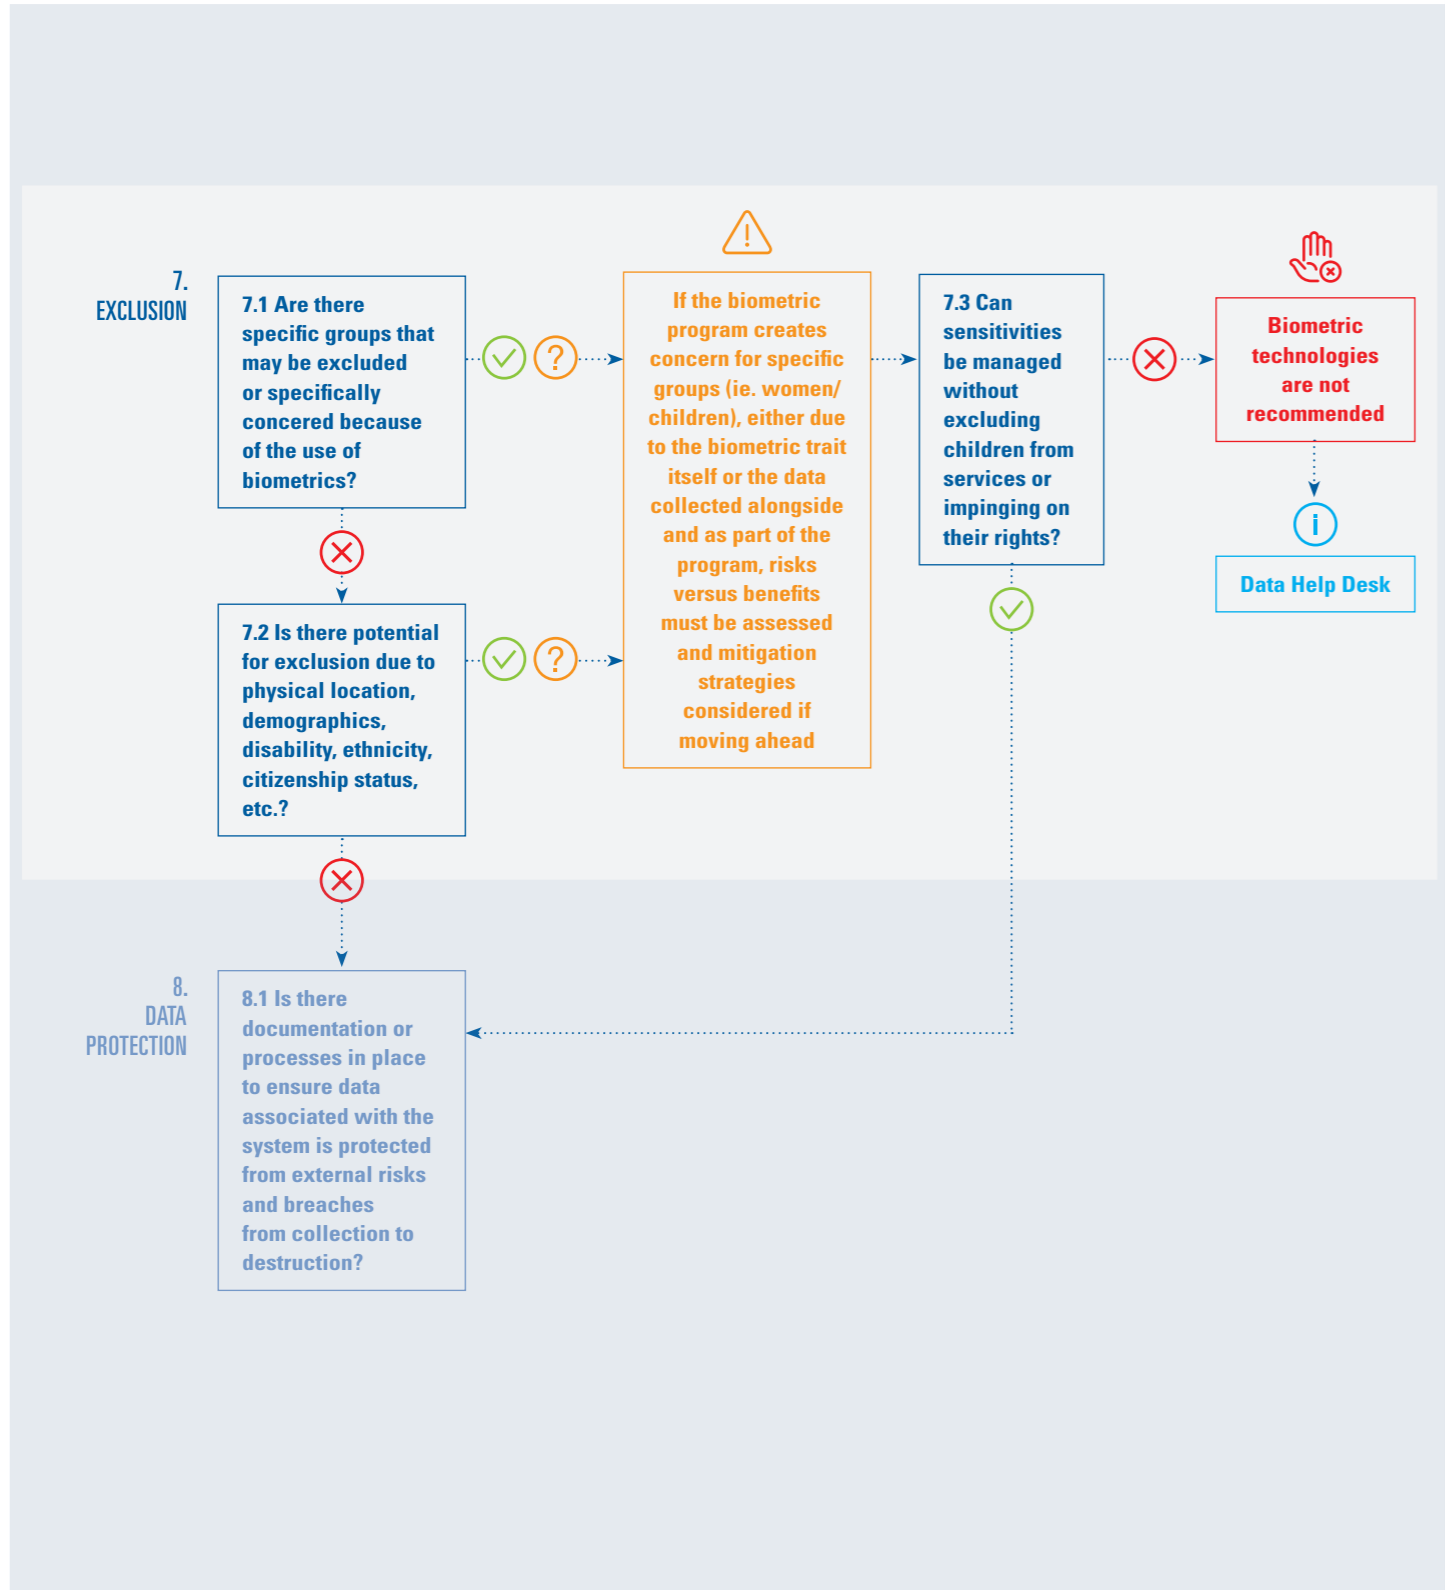 7.
EXCLUSION
7.1 Are there
specific groups that
may be excluded
or specifically
concered because
of the use of
biometrics?
7.2 Is there potential
for exclusion due to
physical location,
demographics,
disability, ethnicity,
citizenship status,
etc.?
If the biometric
program creates
concern for specific
groups (ie. women/
children), either due
to the biometric trait
itself or the data
collected alongside
and as part of the
program, risks
versus benefits
must be assessed
and mitigation
strategies
considered if
moving ahead
7.3 Can
sensitivities
be managed
without
excluding
children from
services or
impinging on
their rights?
Biometric
technologies
are not
recommended
Data Help Desk
8.
DATA
PROTECTION
8.1 Is there
documentation or
processes in place
to ensure data
associated with the
system is protected
from external risks
and breaches
from collection to
destruction?